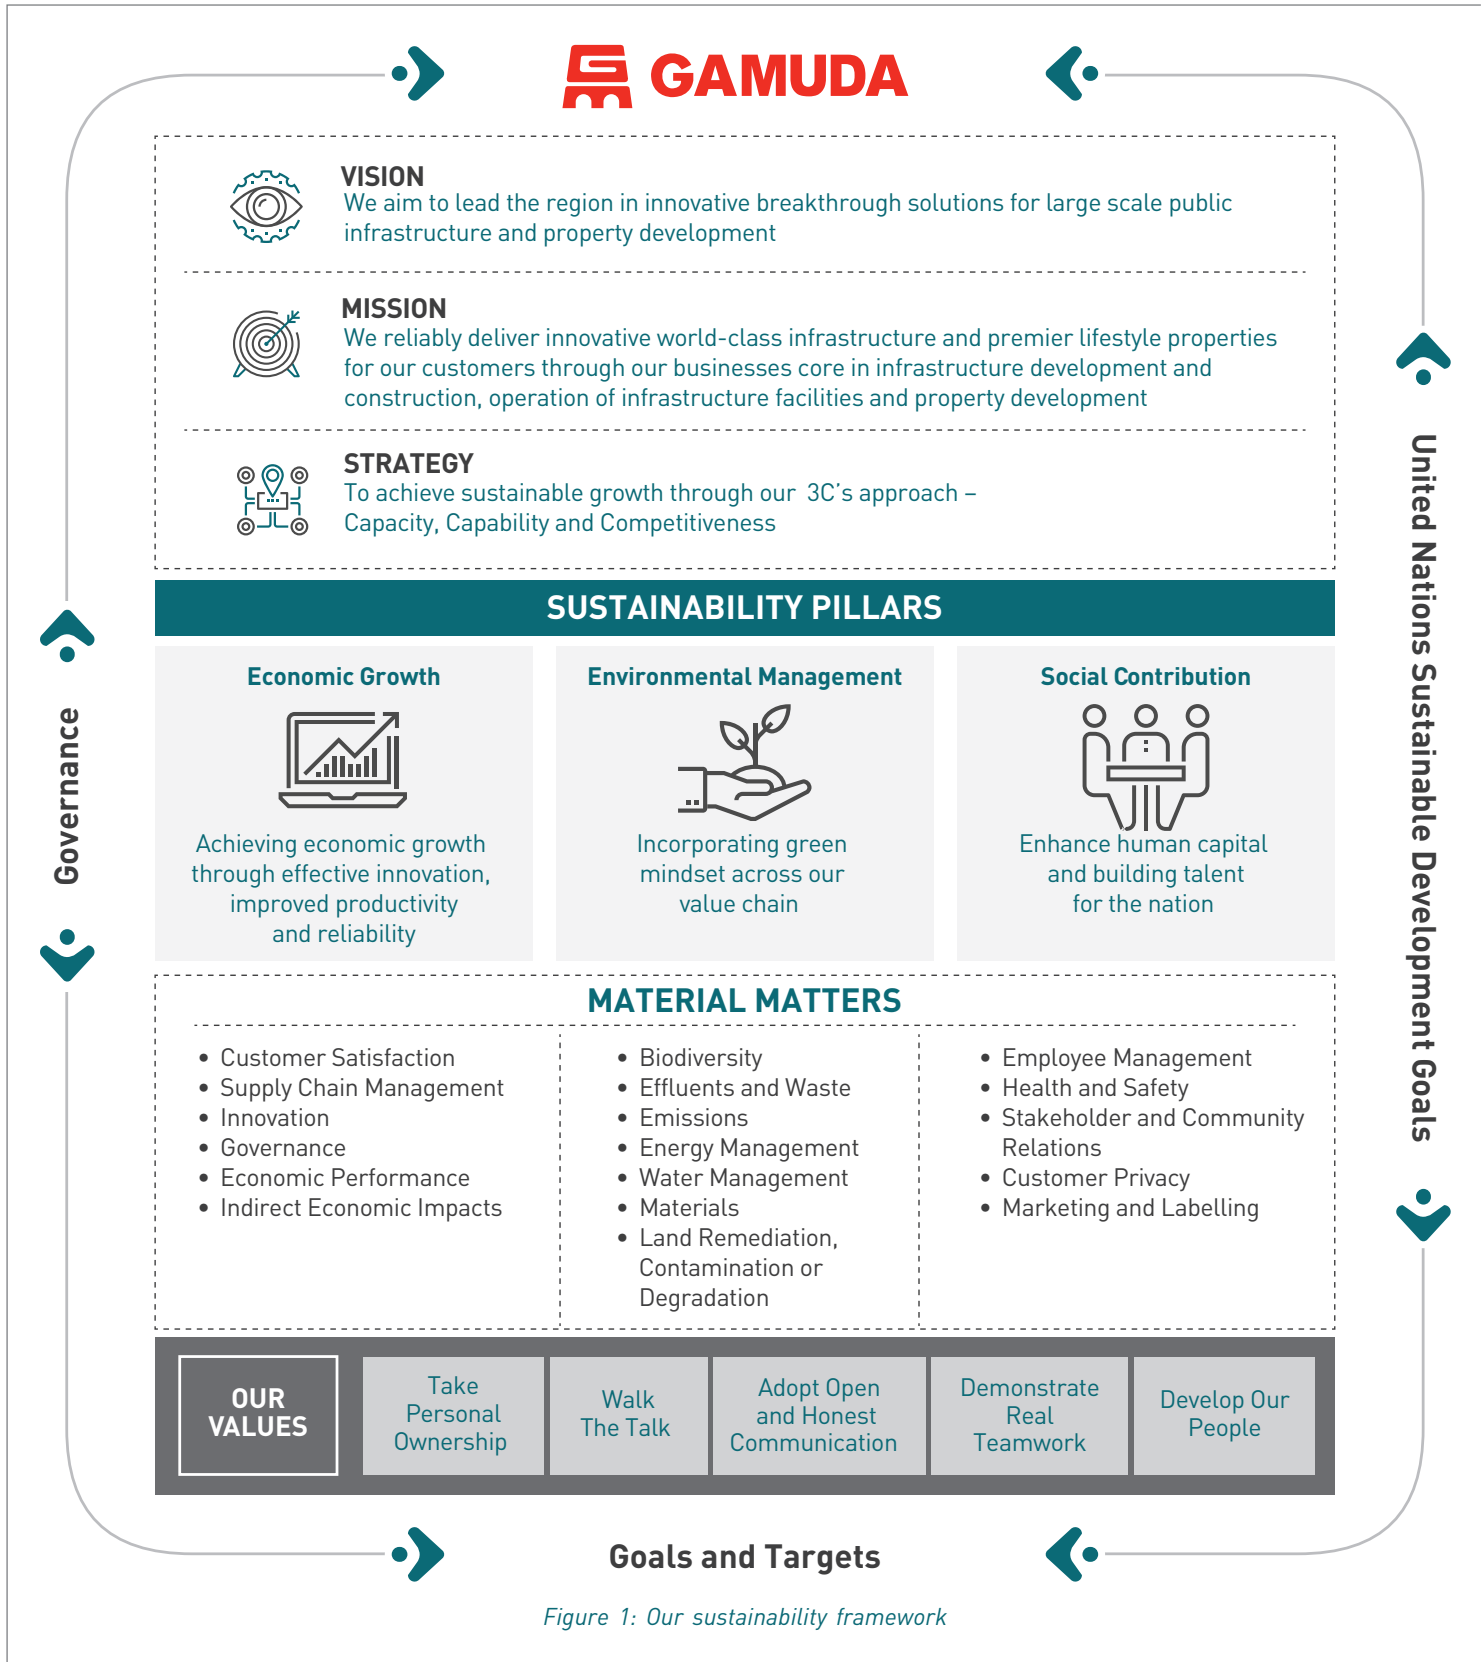 GAMUDA
VISION
We aim to lead the region in innovative breakthrough solutions for large scale public
infrastructure and property development
MISSION
We reliably deliver innovative world-class infrastructure and premier lifestyle properties
for our customers through our businesses core in infrastructure development and
construction, operation of infrastructure facilities and property development
STRATEGY
To achieve sustainable growth through our 3C's approach –
Capacity, Capability and Competitiveness
Governance
United Nations Sustainable Development Goals
SUSTAINABILITY PILLARS
Economic Growth
Achieving economic growth
through effective innovation,
improved productivity
and reliability
Environmental Management
Incorporating green
mindset across our
value chain
Social Contribution
Enhance human capital
and building talent
for the nation
MATERIAL MATTERS
• Customer Satisfaction
• Supply Chain Management
• Innovation
• Governance
• Economic Performance
• Indirect Economic Impacts
• Biodiversity
• Effluents and Waste
• Emissions
• Energy Management
• Water Management
• Materials
• Land Remediation,
Contamination or
Degradation
• Employee Management
• Health and Safety
• Stakeholder and Community
Relations
• Customer Privacy
• Marketing and Labelling
OUR
VALUES
Take
Personal
Ownership
Walk
The Talk
Adopt Open
and Honest
Communication
Demonstrate
Real
Teamwork
Develop Our
People
Goals and Targets
Figure 1: Our sustainability framework